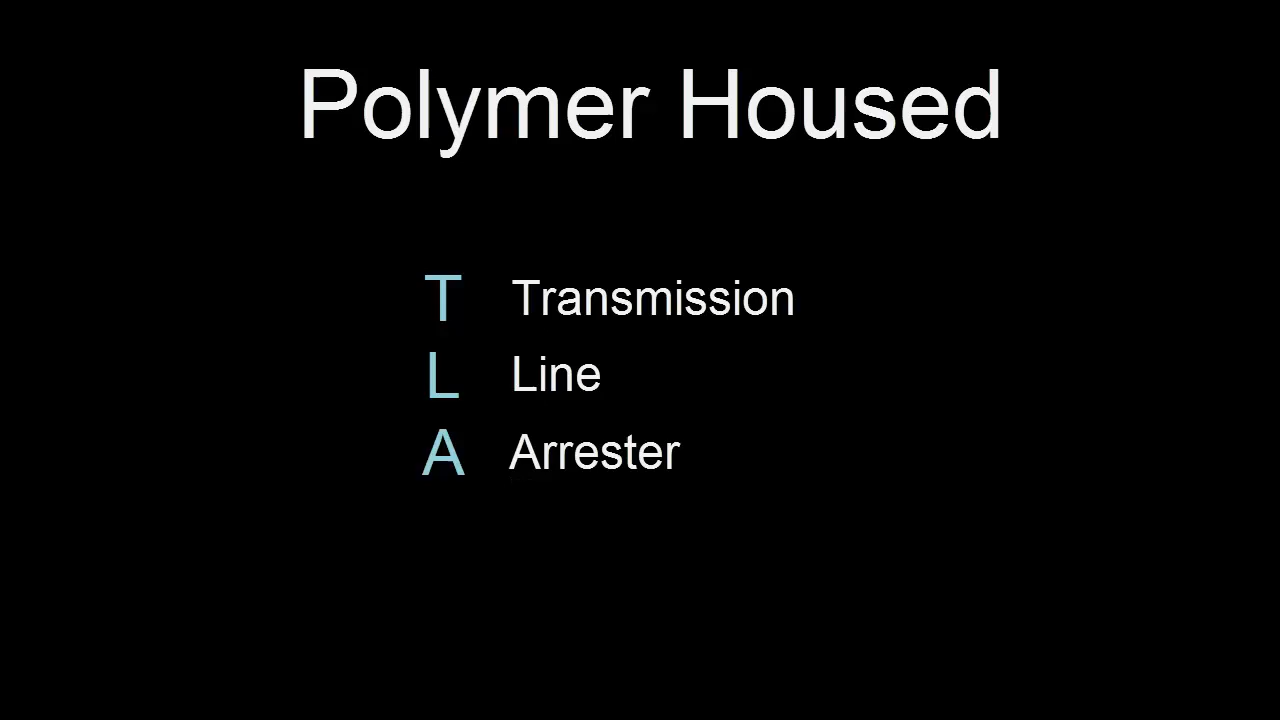 Polymer Housed
T Transmission
L Line
A Arrester